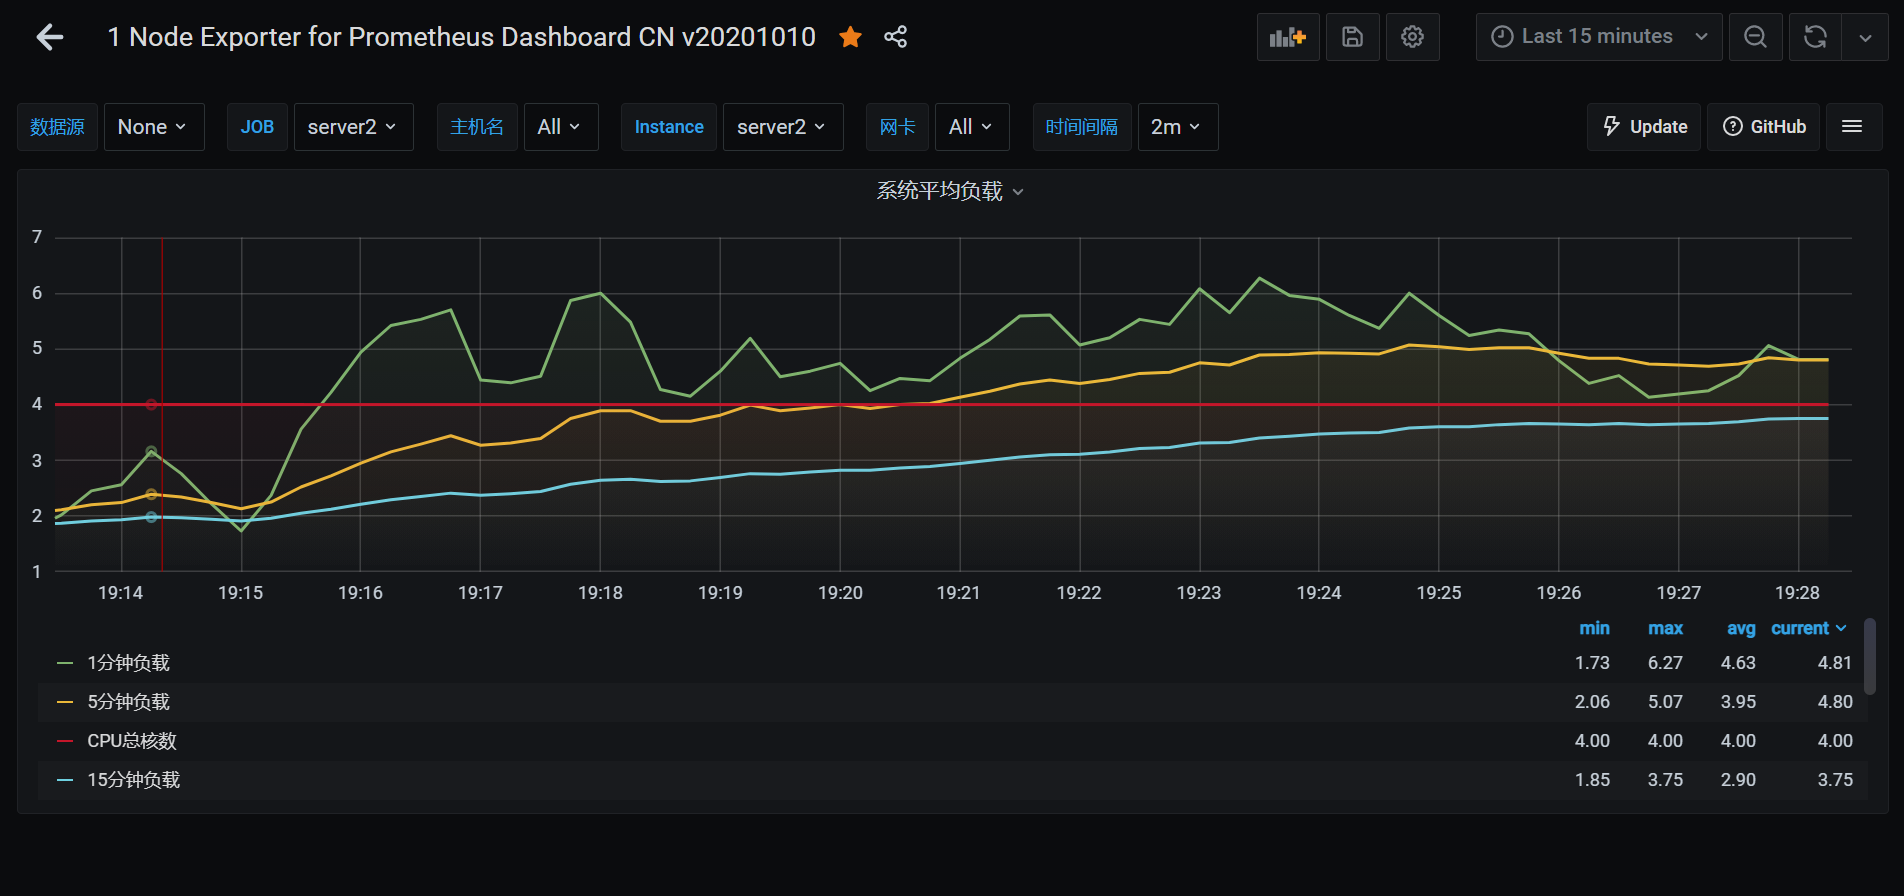 1 Node Exporter for Prometheus Dashboard CN v20201010
Last 15 minutes
数据源 None JOB server2 主机名 All Instance server2 网卡 All 时间间隔 2m Update GitHub
系统平均负载
7
6
5
4
3
2
1
19:14 19:15 19:16 19:17 19:18 19:19 19:20 19:21 19:22 19:23 19:24 19:25 19:26 19:27 19:28
min max avg current
1分钟负载 1.73 6.27 4.63 4.81
5分钟负载 2.06 5.07 3.95 4.80
CPU总核数 4.00 4.00 4.00 4.00
15分钟负载 1.85 3.75 2.90 3.75